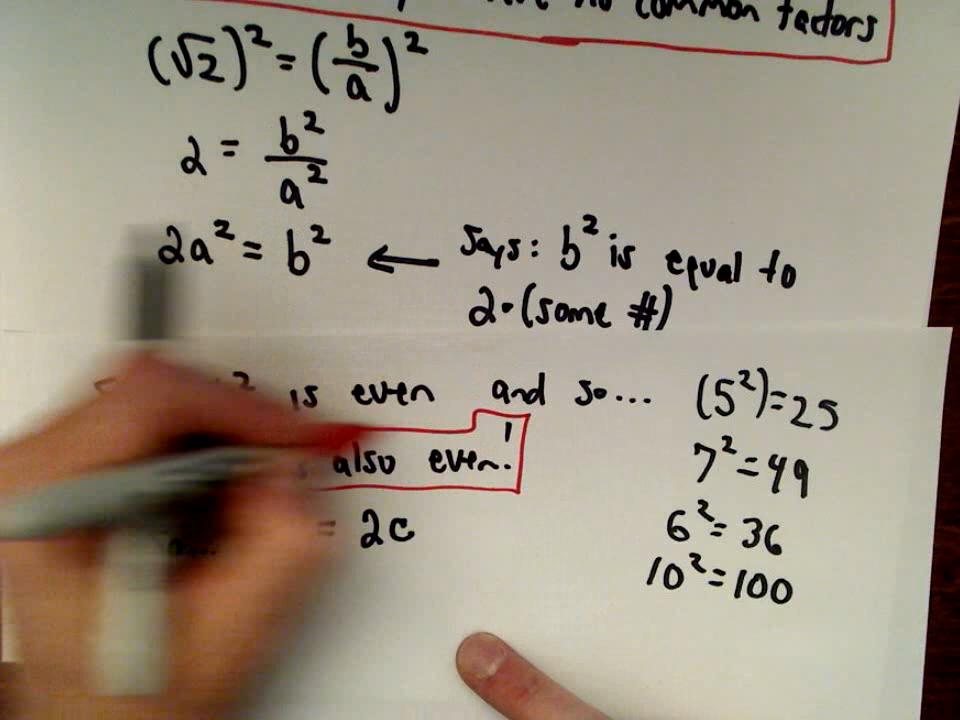 no common factors
(√2)² = (b/a)²
2 = b²/a²
2a² = b² ← says: b² is equal to
2·(some #)
is even and so...
(5²)=25
also even.
7²=49
= 2c
6²=36
10²=100